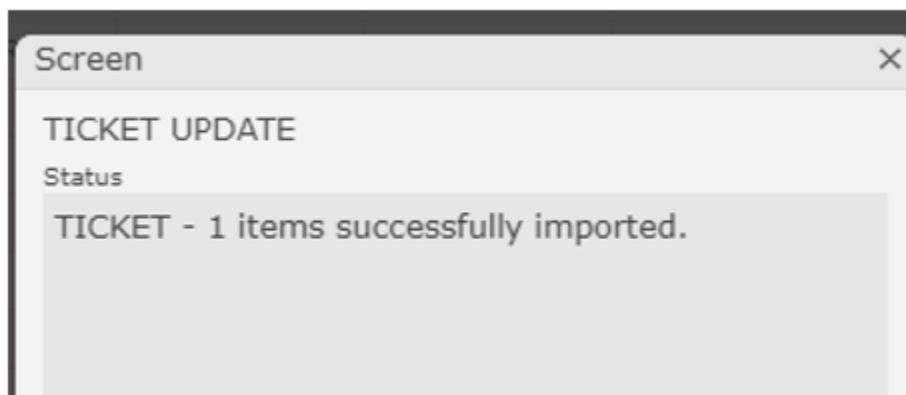 Screen
TICKET UPDATE
Status
TICKET - 1 items successfully imported.